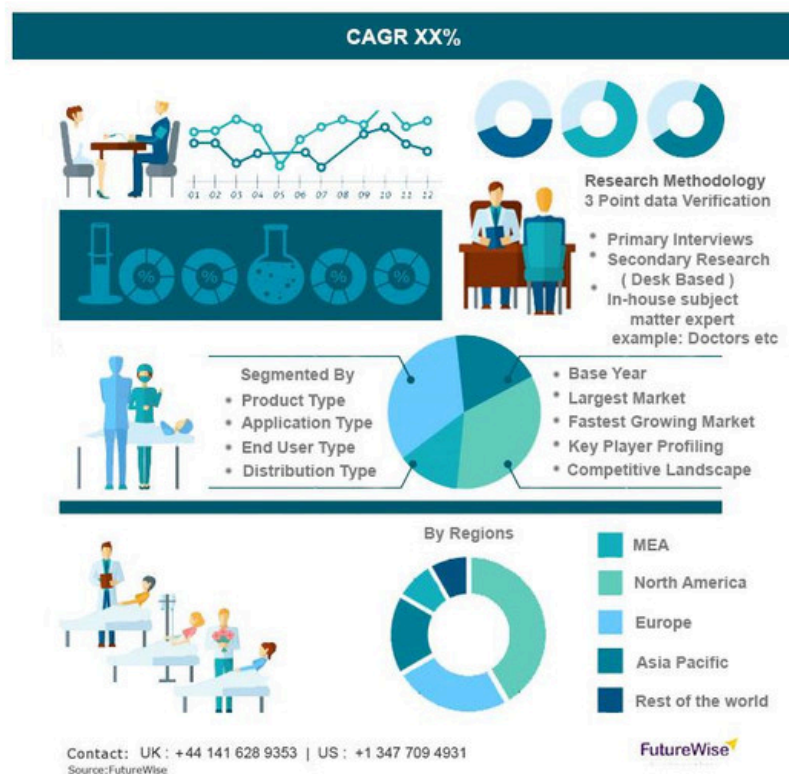 CAGR XX%
01 02 03 04 05 06 07 08 09 10 11 12
Research Methodology
3 Point data Verification
* Primary Interviews
* Secondary Research
( Desk Based )
* In-house subject
matter expert
example: Doctors etc
% % % %
Segmented By
• Product Type
• Application Type
• End User Type
• Distribution Type
• Base Year
• Largest Market
• Fastest Growing Market
• Key Player Profiling
• Competitive Landscape
By Regions
MEA
North America
Europe
Asia Pacific
Rest of the world
Contact: UK : +44 141 628 9353 | US : +1 347 709 4931
Source:FutureWise
FutureWise